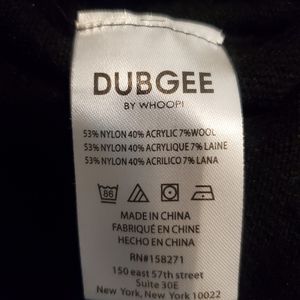 DUBGEE
BY WHOOPI
53% NYLON 40% ACRYLIC 7% WOOL
53% NYLON 40% ACRYLIQUE 7% LAINE
53% NYLON 40% ACRILICO 7% LANA
86
MADE IN CHINA
FABRIQUÉ EN CHINE
HECHO EN CHINA
RN#158271
150 east 57th street
Suite 30E
New York, New York 10022